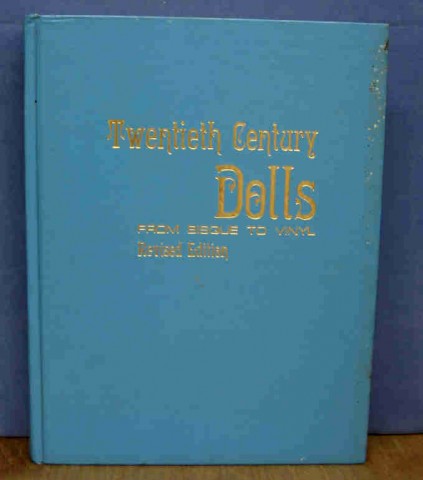 Twentieth Century
Dolls
FROM BISQUE TO VINYL
Revised Edition